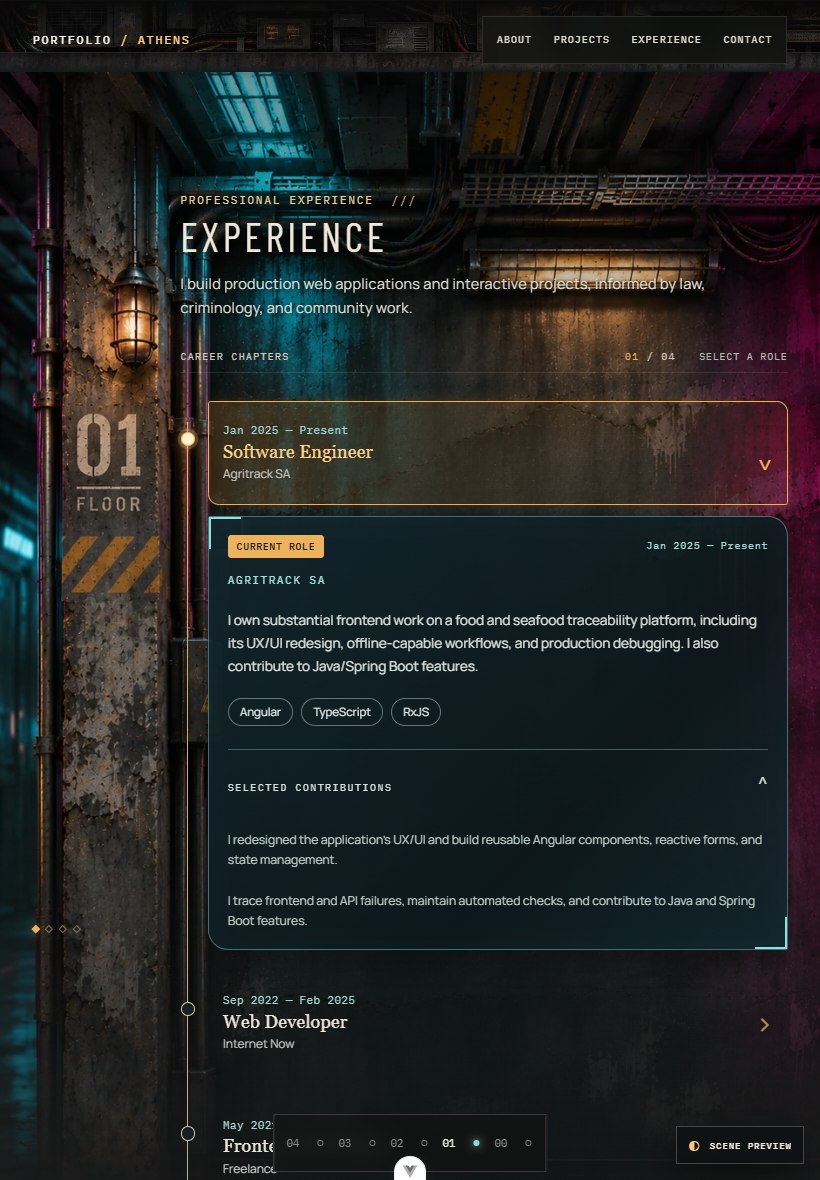 PORTFOLIO / ATHENS
ABOUT PROJECTS EXPERIENCE CONTACT
PROFESSIONAL EXPERIENCE ///
EXPERIENCE
I build production web applications and interactive projects, informed by law,
criminology, and community work.
CAREER CHAPTERS
01 / 04 SELECT A ROLE
01
FLOOR
Jan 2025 — Present
Software Engineer
Agritrack SA
CURRENT ROLE
Jan 2025 — Present
AGRITRACK SA
I own substantial frontend work on a food and seafood traceability platform, including
its UX/UI redesign, offline-capable workflows, and production debugging. I also
contribute to Java/Spring Boot features.
Angular TypeScript RxJS
SELECTED CONTRIBUTIONS
I redesigned the application's UX/UI and build reusable Angular components, reactive forms, and
state management.
I trace frontend and API failures, maintain automated checks, and contribute to Java and Spring
Boot features.
Sep 2022 — Feb 2025
Web Developer
Internet Now
May
Freelance
04 03 02 01 00
SCENE PREVIEW